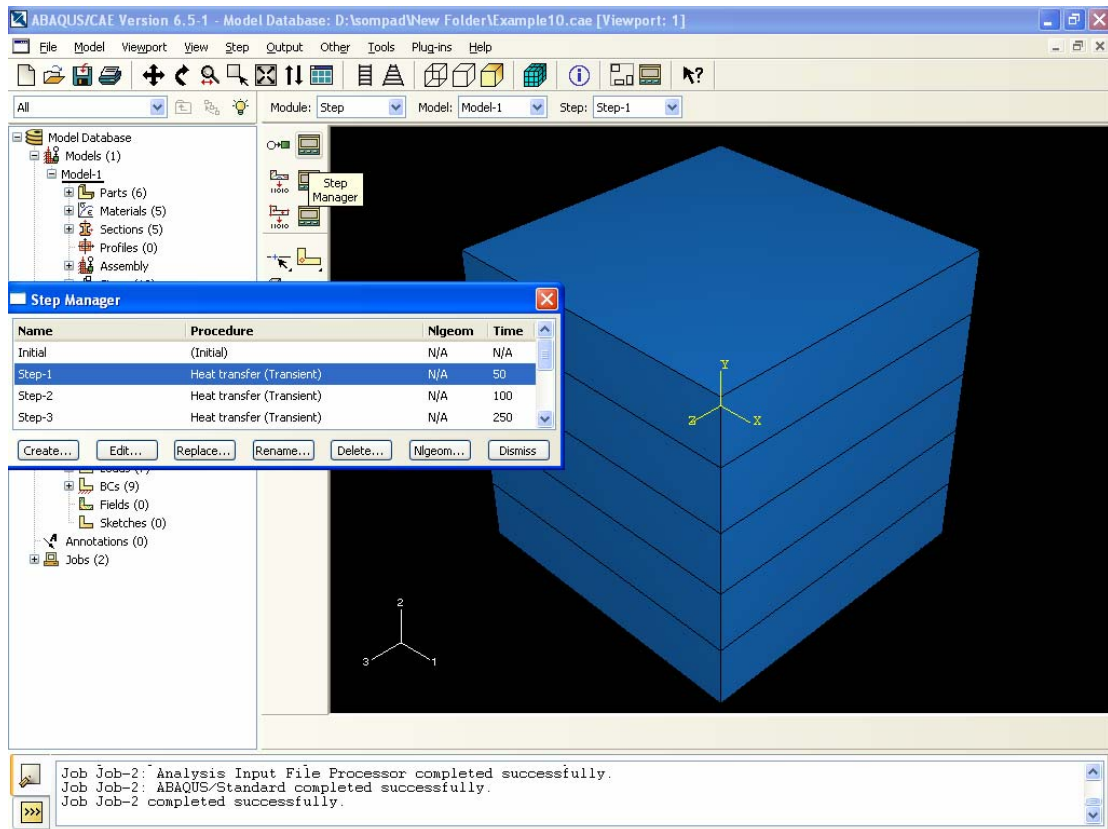 ABAQUS/CAE Version 6.5-1 - Model Database: D:\sompad\New Folder\Example10.cae [Viewport: 1]
File Model Viewport View Step Output Other Tools Plug-ins Help
All Module: Step Model: Model-1 Step: Step-1
Model Database
Models (1)
Model-1
Parts (6)
Materials (5)
Sections (5)
Profiles (0)
Assembly
Step
Manager
Step Manager
Name Procedure Nlgeom Time
Initial (Initial) N/A N/A
Step-1 Heat transfer (Transient) N/A 50
Step-2 Heat transfer (Transient) N/A 100
Step-3 Heat transfer (Transient) N/A 250
Create... Edit... Replace... Rename... Delete... Nlgeom... Dismiss
BCs (9)
Fields (0)
Sketches (0)
Annotations (0)
Jobs (2)
Y
Z X
2
3 1
Job Job-2: Analysis Input File Processor completed successfully.
Job Job-2: ABAQUS/Standard completed successfully.
Job Job-2 completed successfully.